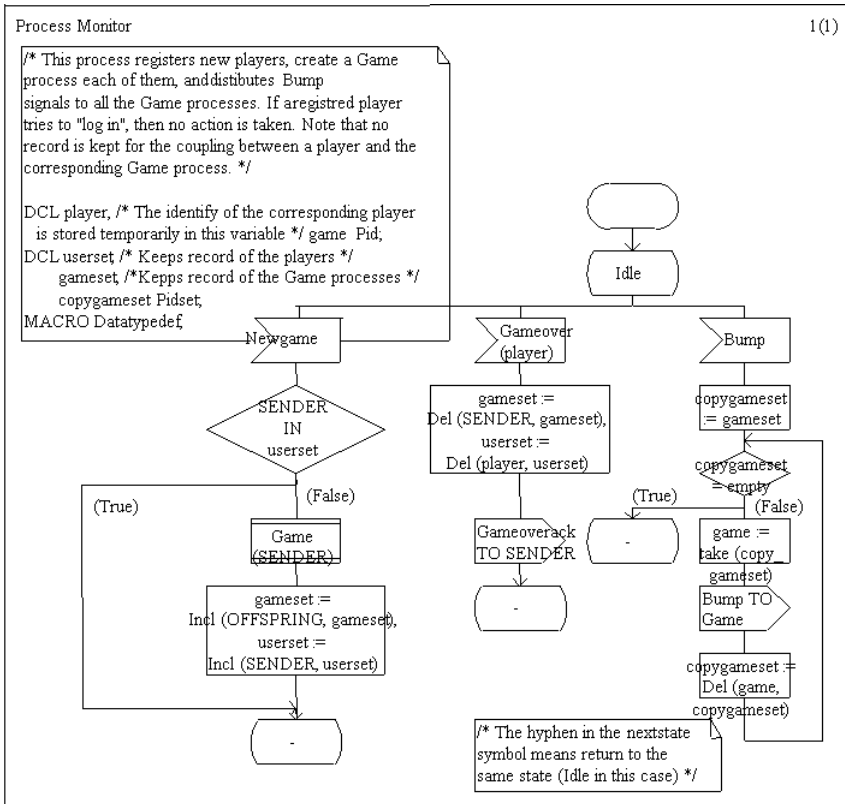 Process Monitor
1(1)
/* This process registers new players, create a Game
process each of them, anddistibutes Bump
signals to all the Game processes. If aregistred player
tries to "log in", then no action is taken. Note that no
record is kept for the coupling between a player and the
corresponding Game process. */
DCL player, /* The identify of the corresponding player
is stored temporarily in this variable */ game Pid;
DCL userset, /* Keeps record of the players */
gameset, /*Kepps record of the Game processes */
copygameset Pidset;
MACRO Datatypedef;
Idle
Newgame
Gameover
(player)
Bump
SENDER
IN
userset
(True)
(False)
Game
(SENDER)
gameset :=
Incl (OFFSPRING, gameset),
userset :=
Incl (SENDER, userset)
-
gameset :=
Del (SENDER, gameset),
userset :=
Del (player, userset)
Gameoverack
TO SENDER
-
copygameset
:= gameset
copygameset
= empty
(True)
(False)
-
game :=
take (copy_
gameset)
Bump TO
Game
copygameset :=
Del (game,
copygameset)
/* The hyphen in the nextstate
symbol means return to the
same state (Idle in this case) */